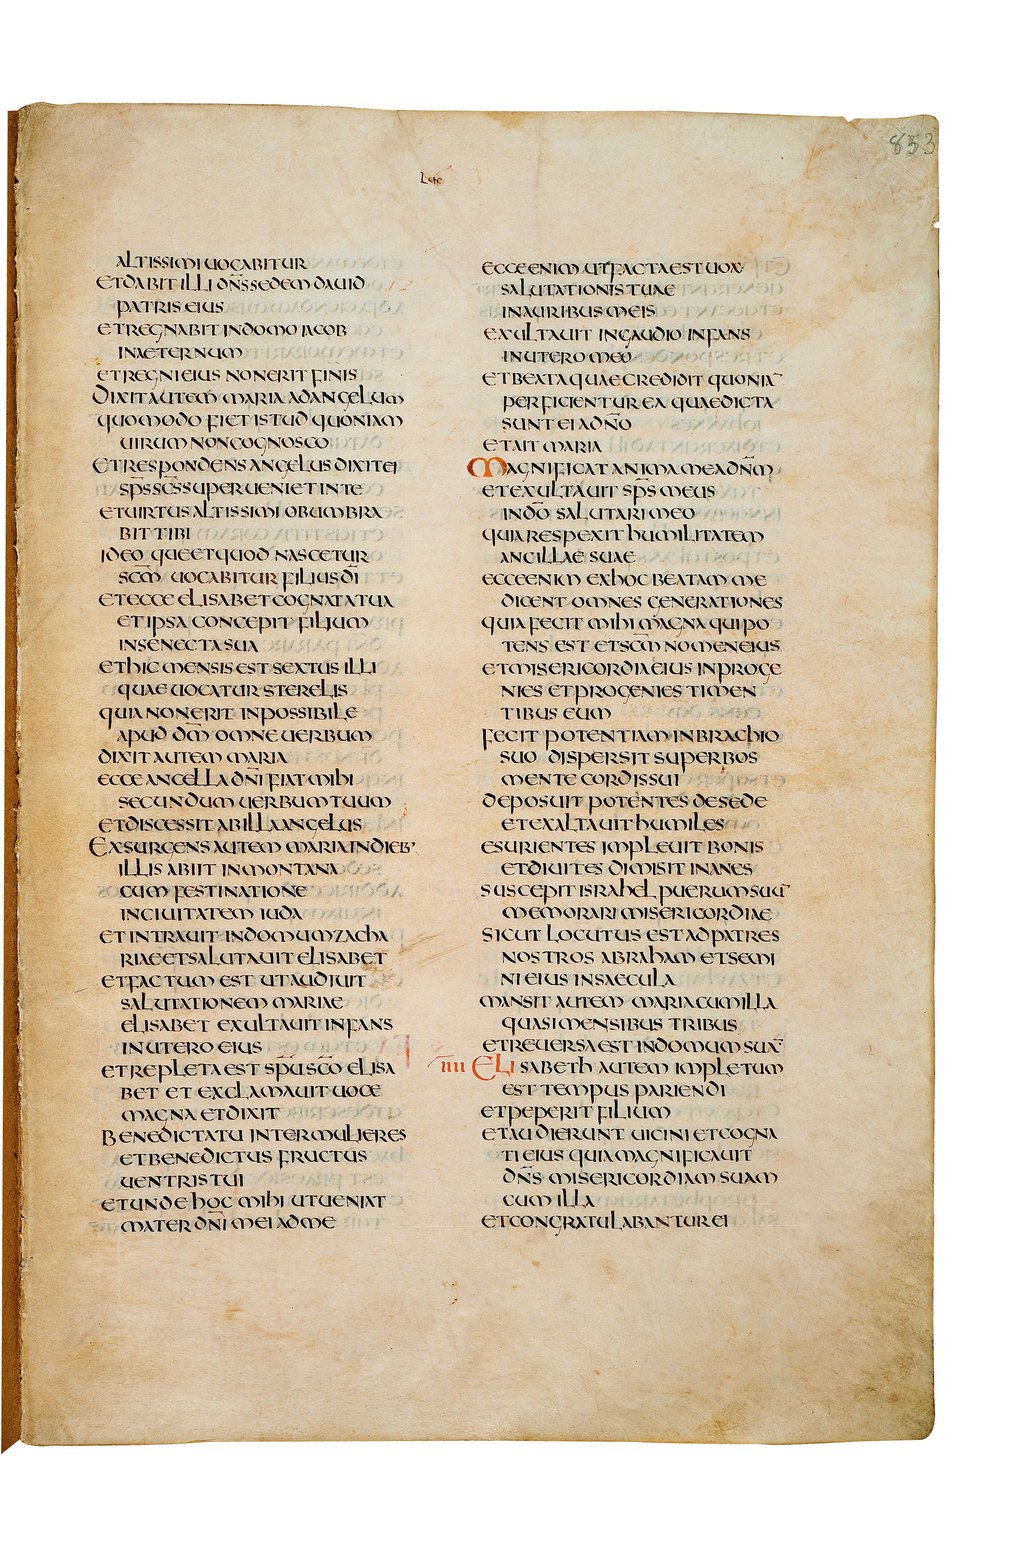 853
Luc
ALTISSIMI UOCABITUR
ETDABIT ILLI DN̅S SEDEM DAUID
PATRIS EIUS
ET REGNABIT IN DOMO IACOB
IN AETERNUM
ET REGNI EIUS NON ERIT FINIS
DIXIT AUTEM MARIA AD ANGELUM
QUOMODO FIET ISTUD QUONIAM
UIRUM NON COGNOSCO
ET RESPONDENS ANGELUS DIXIT EI
SP̅S SC̅S SUPERUENIET IN TE
ET UIRTUS ALTISSIMI OBUMBRA
BIT TIBI
IDEOQUE ET QUOD NASCETUR
SC̅M UOCABITUR FILIUS DI̅
ET ECCE ELISABET COGNATA TUA
ET IPSA CONCEPIT FILIUM
IN SENECTA SUA
ET HIC MENSIS EST SEXTUS ILLI
QUAE UOCATUR STERELIS
QUIA NON ERIT INPOSSIBILE
APUD DM̅ OMNE UERBUM
DIXIT AUTEM MARIA
ECCE ANCELLA DN̅I FIAT MIHI
SECUNDUM UERBUM TUUM
ET DISCESSIT AB ILLA ANGELUS
EXSURGENS AUTEM MARIA IN DIEB'
ILLIS ABIIT IN MONTANA
CUM FESTINATIONE
IN CIUITATEM IUDA
ET INTRAUIT IN DOMUM ZACHA
RIAE ET SALUTAUIT ELISABET
ET FACTUM EST UT AUDIUIT
SALUTATIONEM MARIAE
ELISABET EXULTAUIT INFANS
IN UTERO EIUS
ET REPLETA EST SP̅U SC̅O ELISA
BET ET EXCLAMAUIT UOCE
MAGNA ET DIXIT
BENEDICTA TU INTER MULIERES
ET BENEDICTUS FRUCTUS
UENTRIS TUI
ET UNDE HOC MIHI UT UENIAT
MATER DN̅I MEI AD ME
ECCE ENIM UT FACTA EST UOX
SALUTATIONIS TUAE
IN AURIBUS MEIS
EXULTAUIT IN GAUDIO INFANS
IN UTERO MEO
ET BEATA QUAE CREDIDIT QUONIA̅
PERFICIENTUR EA QUAE DICTA
SUNT EI A DN̅O
ET AIT MARIA
MAGNIFICAT ANIMA MEA DN̅M
ET EXULTAUIT SP̅S MEUS
IN DO̅ SALUTARI MEO
QUIA RESPEXIT HUMILITATEM
ANCILLAE SUAE
ECCE ENIM EX HOC BEATAM ME
DICENT OMNES GENERATIONES
QUIA FECIT MIHI MAGNA QUI PO
TENS EST ET SC̅M NOMEN EIUS
ET MISERICORDIA EIUS IN PROGE
NIES ET PROGENIES TIMEN
TIBUS EUM
FECIT POTENTIAM IN BRACHIO
SUO DISPERSIT SUPERBOS
MENTE CORDIS SUI
DEPOSUIT POTENTES DE SEDE
ET EXALTAUIT HUMILES
ESURIENTES IMPLEUIT BONIS
ET DIUITES DIMISIT INANES
SUSCEPIT ISRAHEL PUERUM SUU̅
MEMORARI MISERICORDIAE
SICUT LOCUTUS EST AD PATRES
NOSTROS ABRAHAM ET SEMI
NI EIUS IN SAECULA
MANSIT AUTEM MARIA CUM ILLA
QUASI MENSIBUS TRIBUS
ET REUERSA EST IN DOMUM SUA̅
IIII ELISABETH AUTEM IMPLETUM
EST TEMPUS PARIENDI
ET PEPERIT FILIUM
ET AUDIERUNT UICINI ET COGNA
TI EIUS QUIA MAGNIFICAUIT
DN̅S MISERICORDIAM SUAM
CUM ILLA
ET CONGRATULABANTUR EI